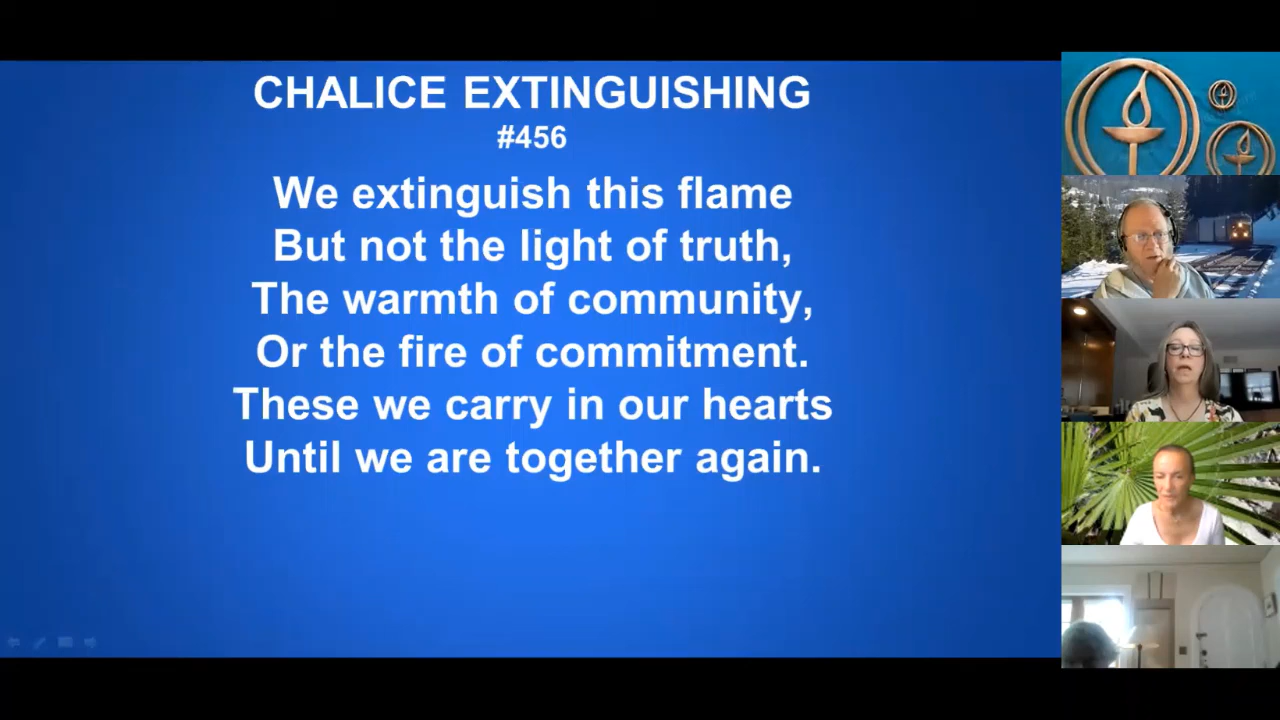 CHALICE EXTINGUISHING
#456
We extinguish this flame
But not the light of truth,
The warmth of community,
Or the fire of commitment.
These we carry in our hearts
Until we are together again.